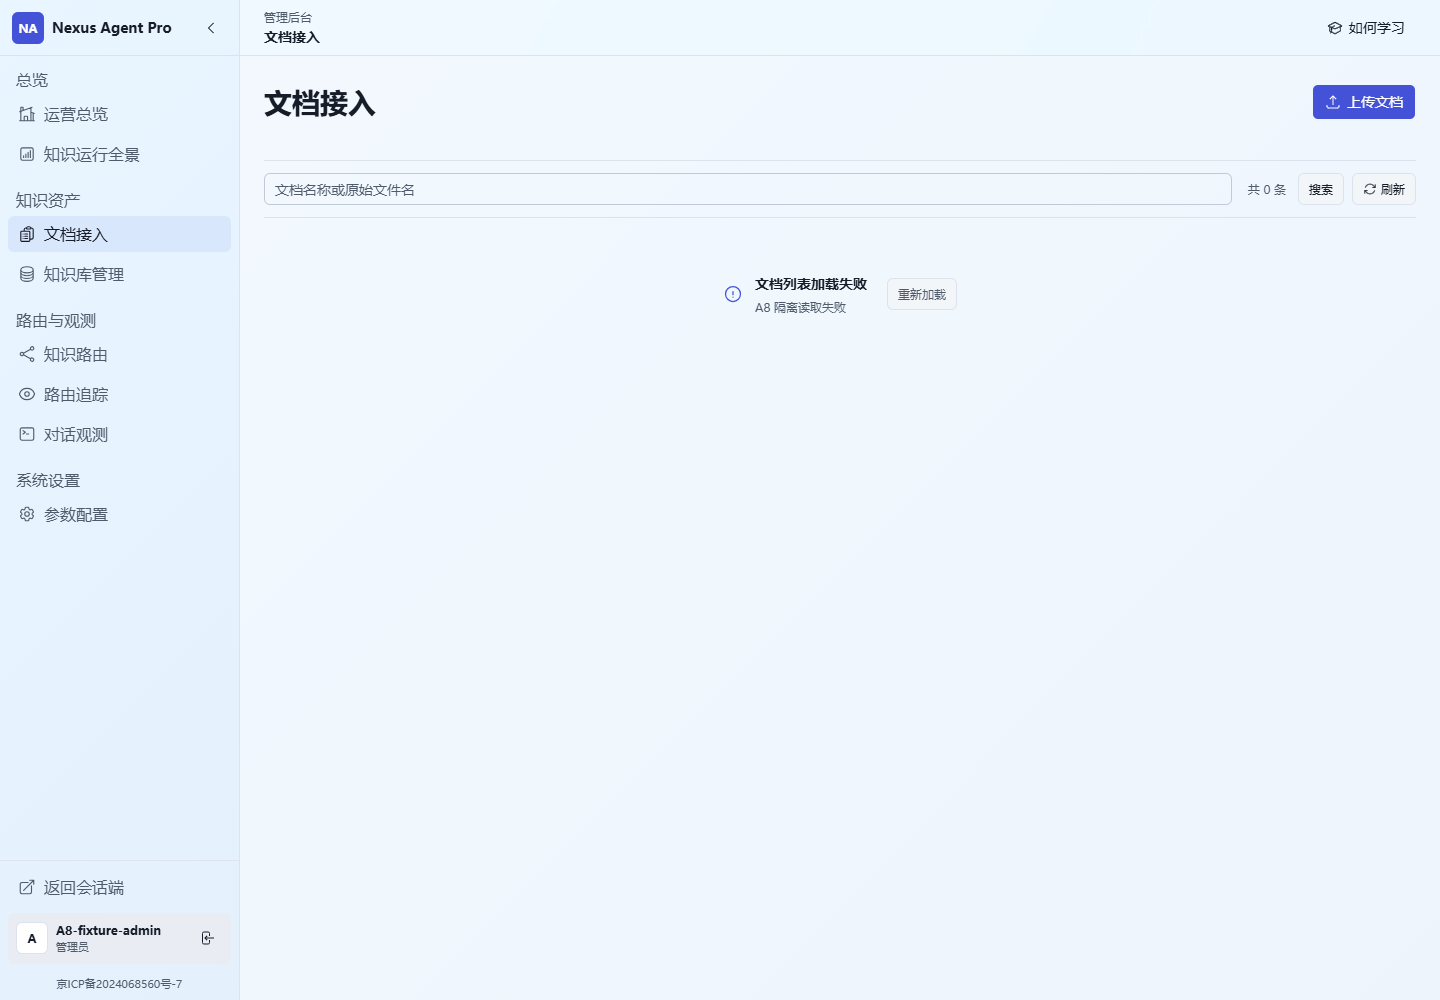 NA Nexus Agent Pro
管理后台
文档接入
如何学习
总览
运营总览
知识运行全景
知识资产
文档接入
知识库管理
路由与观测
知识路由
路由追踪
对话观测
系统设置
参数配置
返回会话端
A
A8-fixture-admin
管理员
京ICP备2024068560号-7
文档接入
上传文档
文档名称或原始文件名
共 0 条
搜索
刷新
文档列表加载失败
A8 隔离读取失败
重新加载